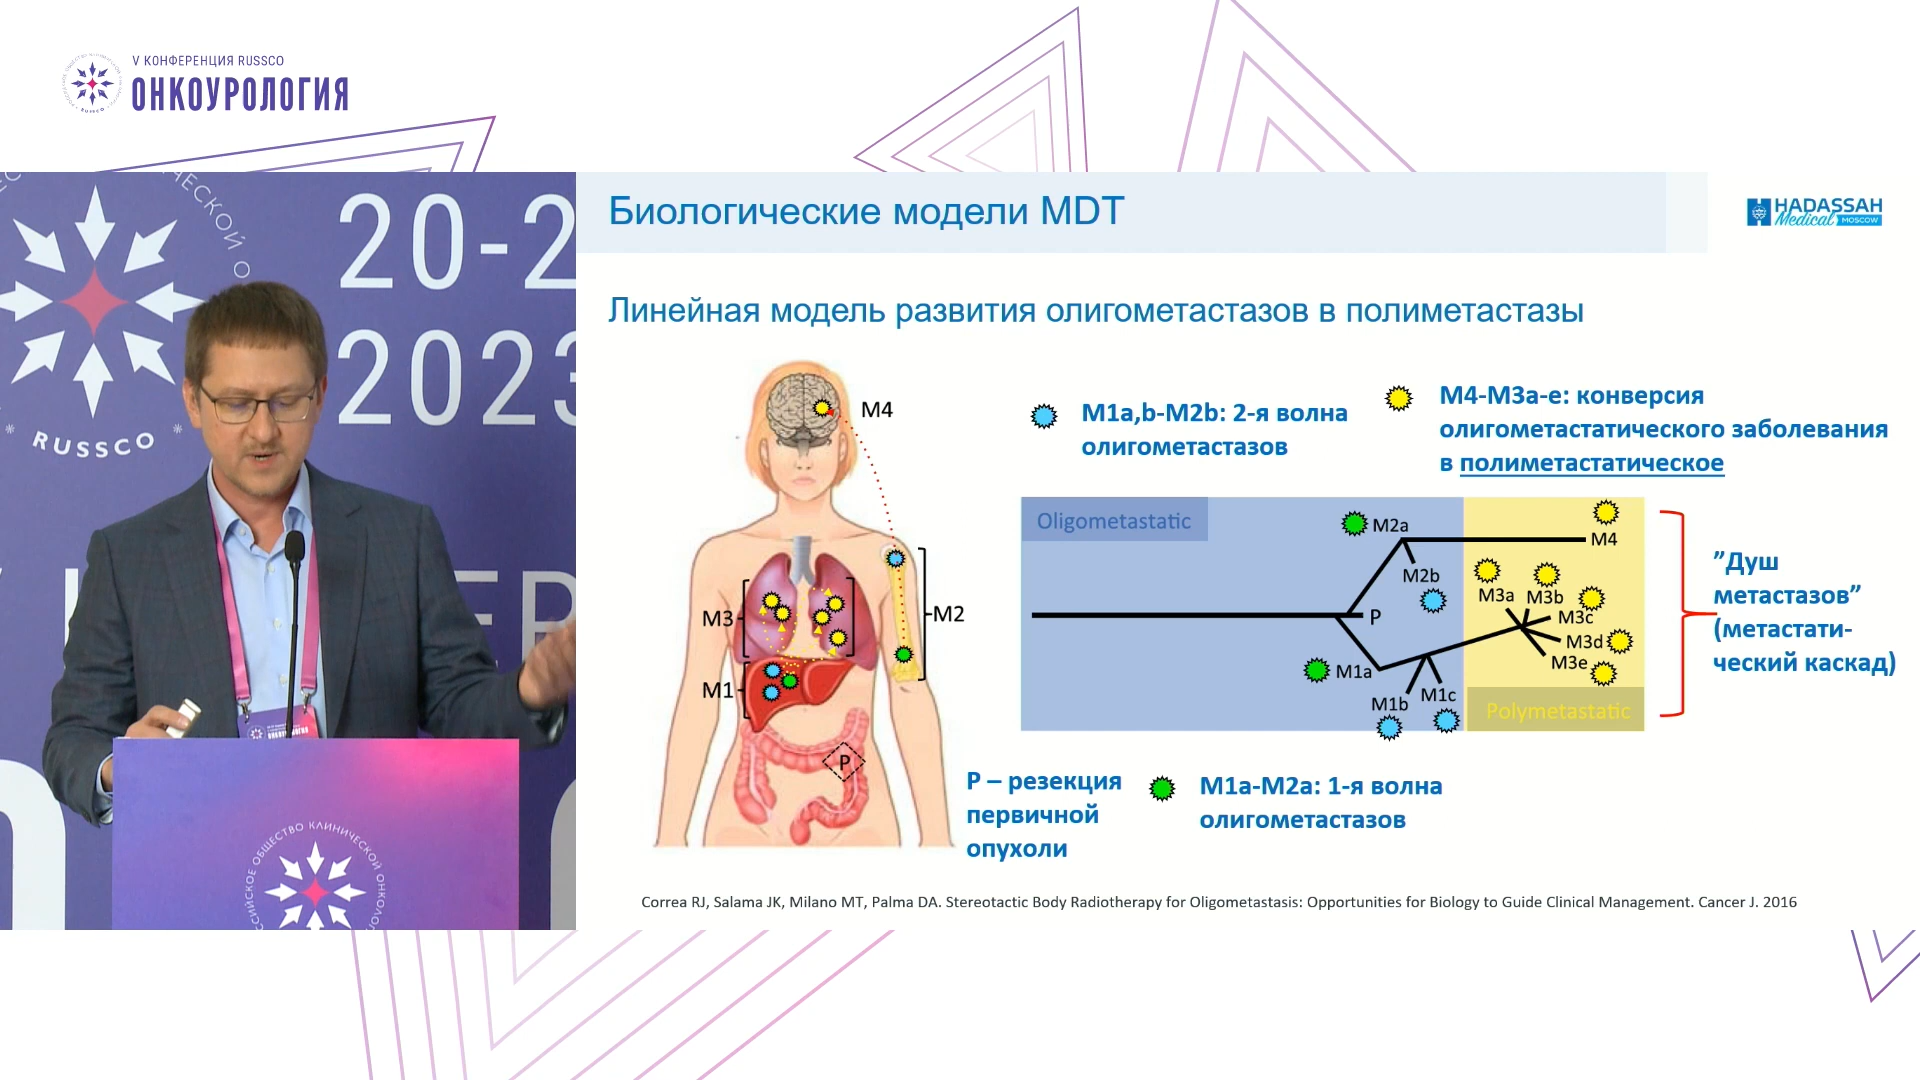 V КОНФЕРЕНЦИЯ RUSSCO
ОНКОУРОЛОГИЯ
20-2
2023
RUSSCO
ОНКОУРОЛОГИЯ
ОБЩЕСТВО КЛИНИЧЕСКОЙ
Биологические модели MDT
HADASSAH
Medical MOSCOW
Линейная модель развития олигометастазов в полиметастазы
M4
M3
M2
M1
P
P – резекция
первичной
опухоли
M1a,b-M2b: 2-я волна
олигометастазов
M4-M3a-e: конверсия
олигометастатического заболевания
в полиметастатическое
Oligometastatic
M2a
M4
M2b
M3a
M3b
M3c
P
M3d
M3e
M1a
M1c
M1b
Polymetastatic
”Душ
метастазов”
(метастати-
ческий каскад)
M1a-M2a: 1-я волна
олигометастазов
Correa RJ, Salama JK, Milano MT, Palma DA. Stereotactic Body Radiotherapy for Oligometastasis: Opportunities for Biology to Guide Clinical Management. Cancer J. 2016